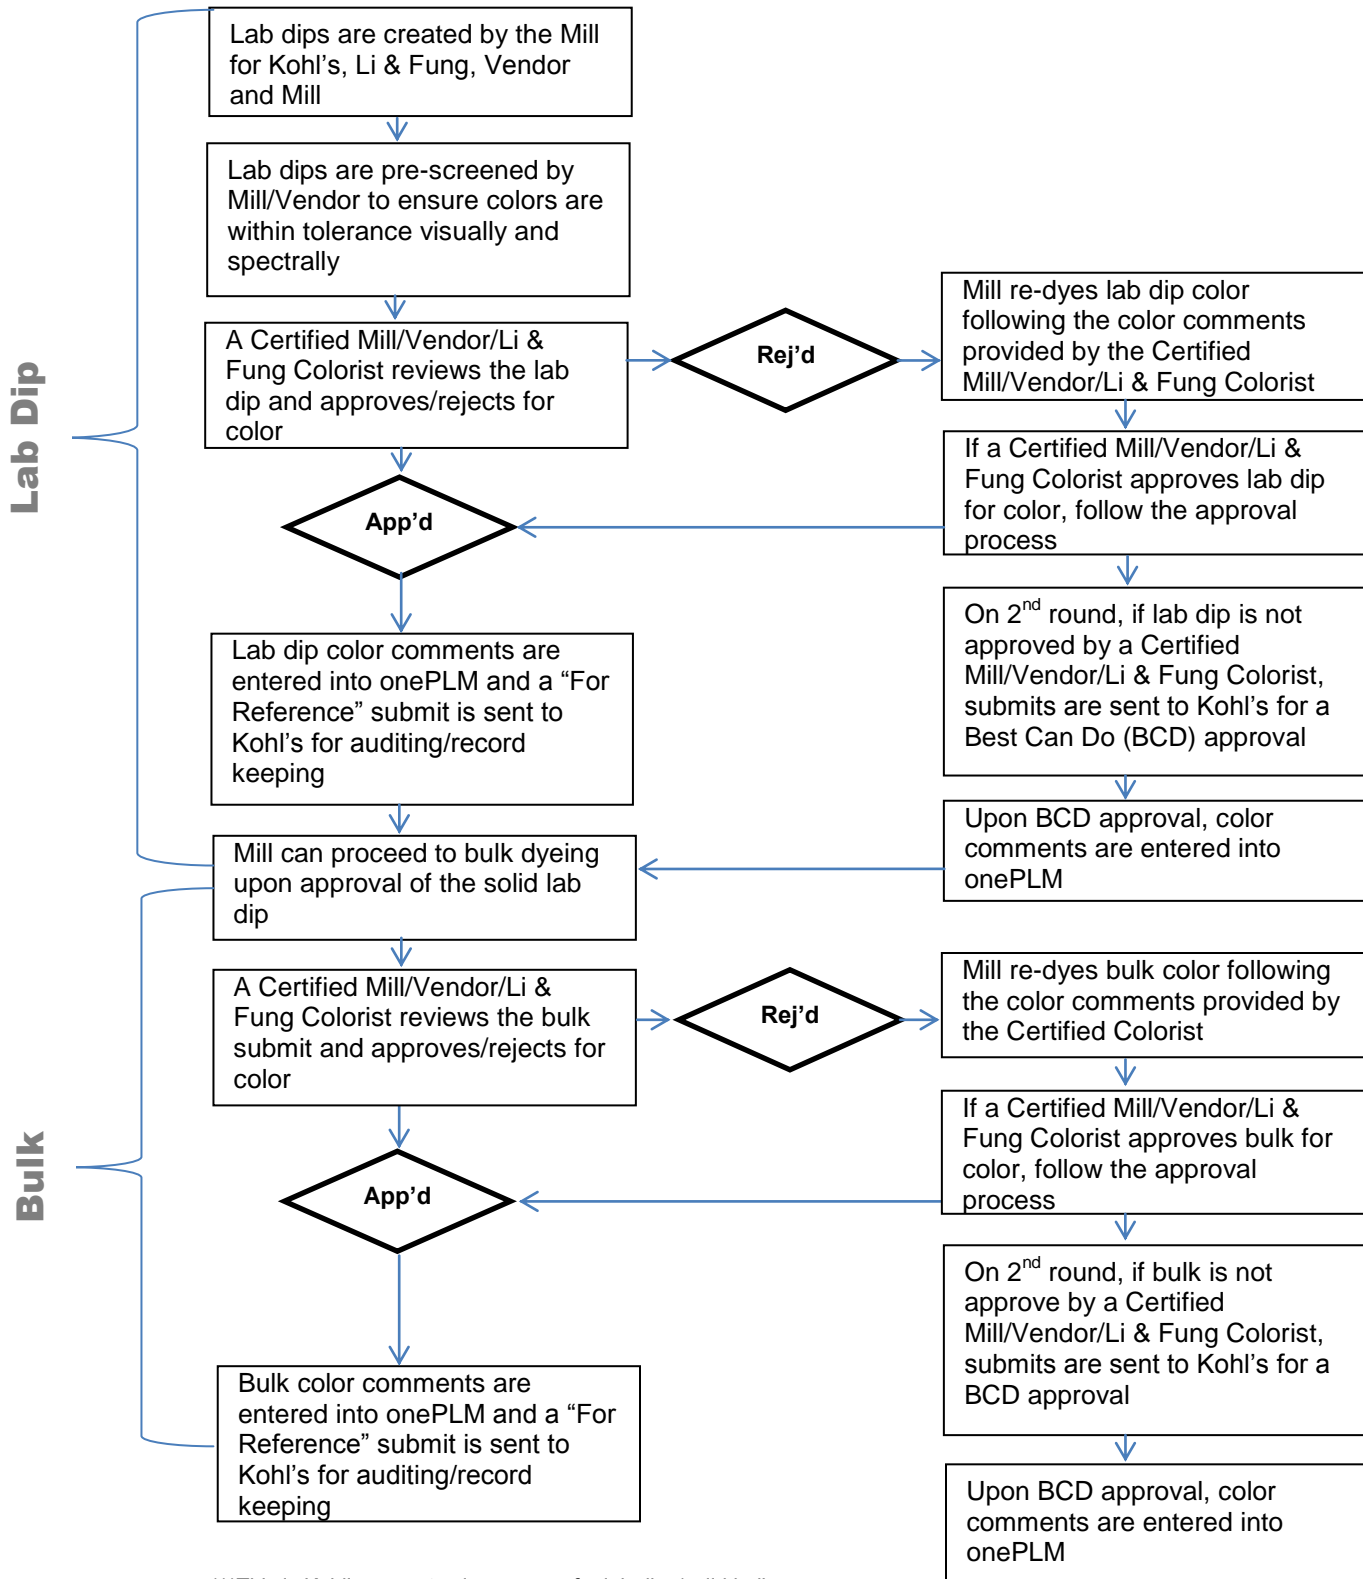 Lab Dip
Lab dips are created by the Mill
for Kohl's, Li & Fung, Vendor
and Mill
Lab dips are pre-screened by
Mill/Vendor to ensure colors are
within tolerance visually and
spectrally
A Certified Mill/Vendor/Li &
Fung Colorist reviews the lab
dip and approves/rejects for
color
Rej'd
Mill re-dyes lab dip color
following the color comments
provided by the Certified
Mill/Vendor/Li & Fung Colorist
If a Certified Mill/Vendor/Li &
Fung Colorist approves lab dip
for color, follow the approval
process
App'd
On 2nd round, if lab dip is not
approved by a Certified
Mill/Vendor/Li & Fung Colorist,
submits are sent to Kohl's for a
Best Can Do (BCD) approval
Lab dip color comments are
entered into onePLM and a “For
Reference” submit is sent to
Kohl's for auditing/record
keeping
Upon BCD approval, color
comments are entered into
onePLM
Mill can proceed to bulk dyeing
upon approval of the solid lab
dip
Bulk
A Certified Mill/Vendor/Li &
Fung Colorist reviews the bulk
submit and approves/rejects for
color
Rej'd
Mill re-dyes bulk color following
the color comments provided by
the Certified Colorist
If a Certified Mill/Vendor/Li &
Fung Colorist approves bulk for
color, follow the approval
process
App'd
On 2nd round, if bulk is not
approve by a Certified
Mill/Vendor/Li & Fung Colorist,
submits are sent to Kohl's for a
BCD approval
Bulk color comments are
entered into onePLM and a “For
Reference” submit is sent to
Kohl's for auditing/record
keeping
Upon BCD approval, color
comments are entered into
onePLM